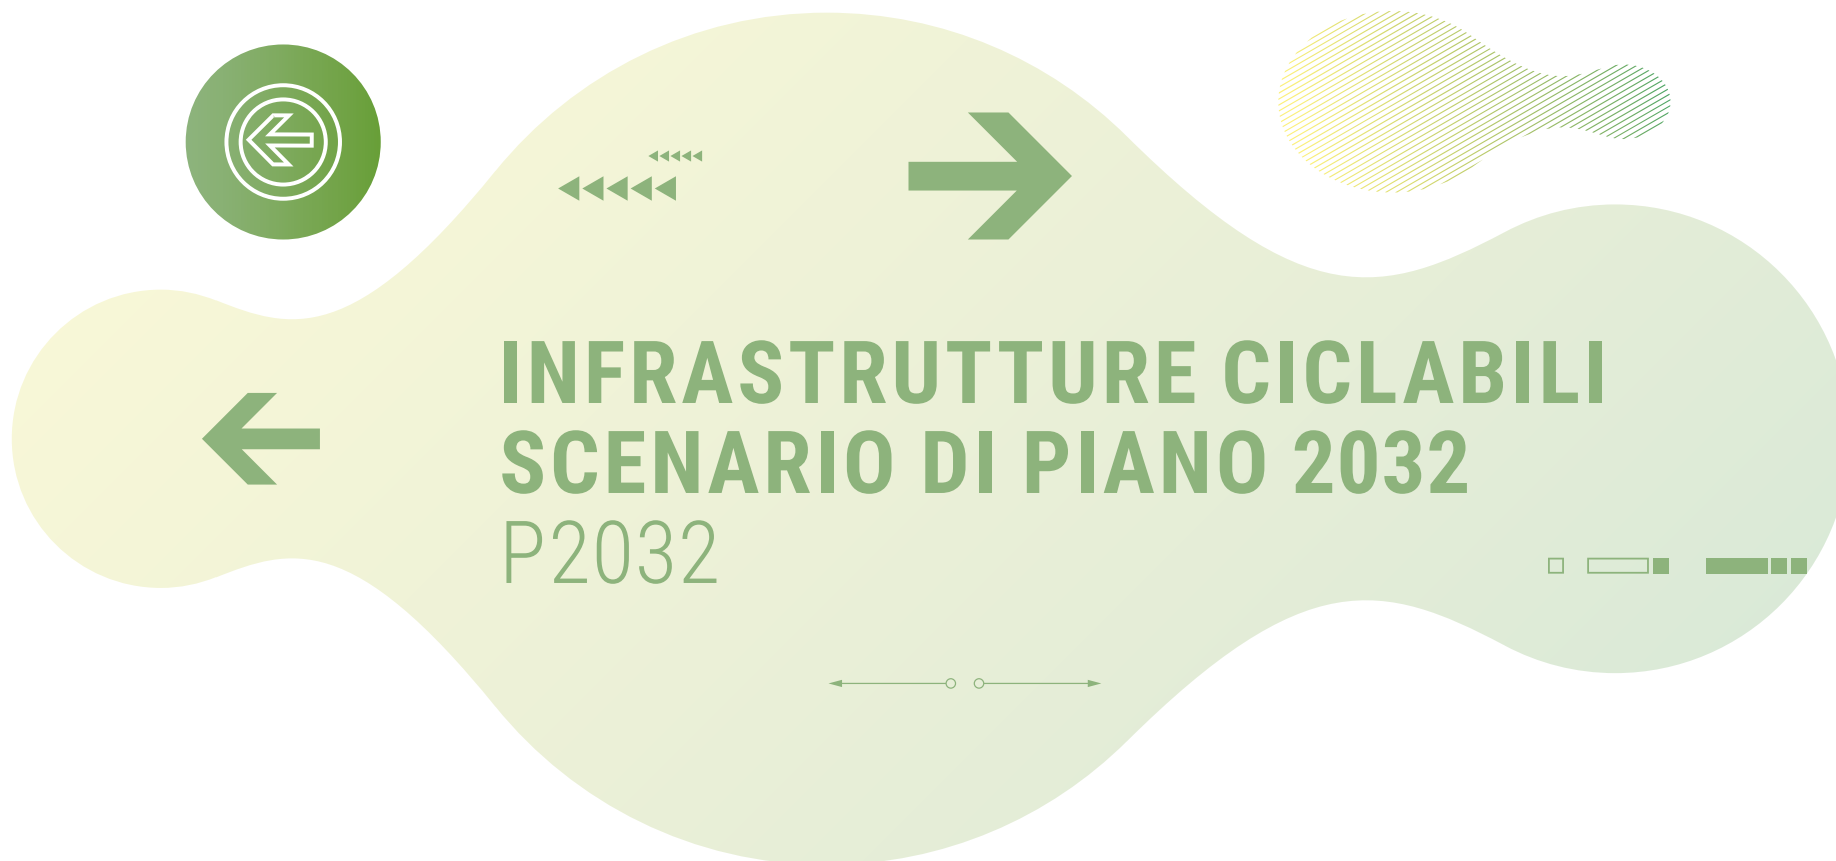 INFRASTRUTTURE CICLABILI
SCENARIO DI PIANO 2032
P2032